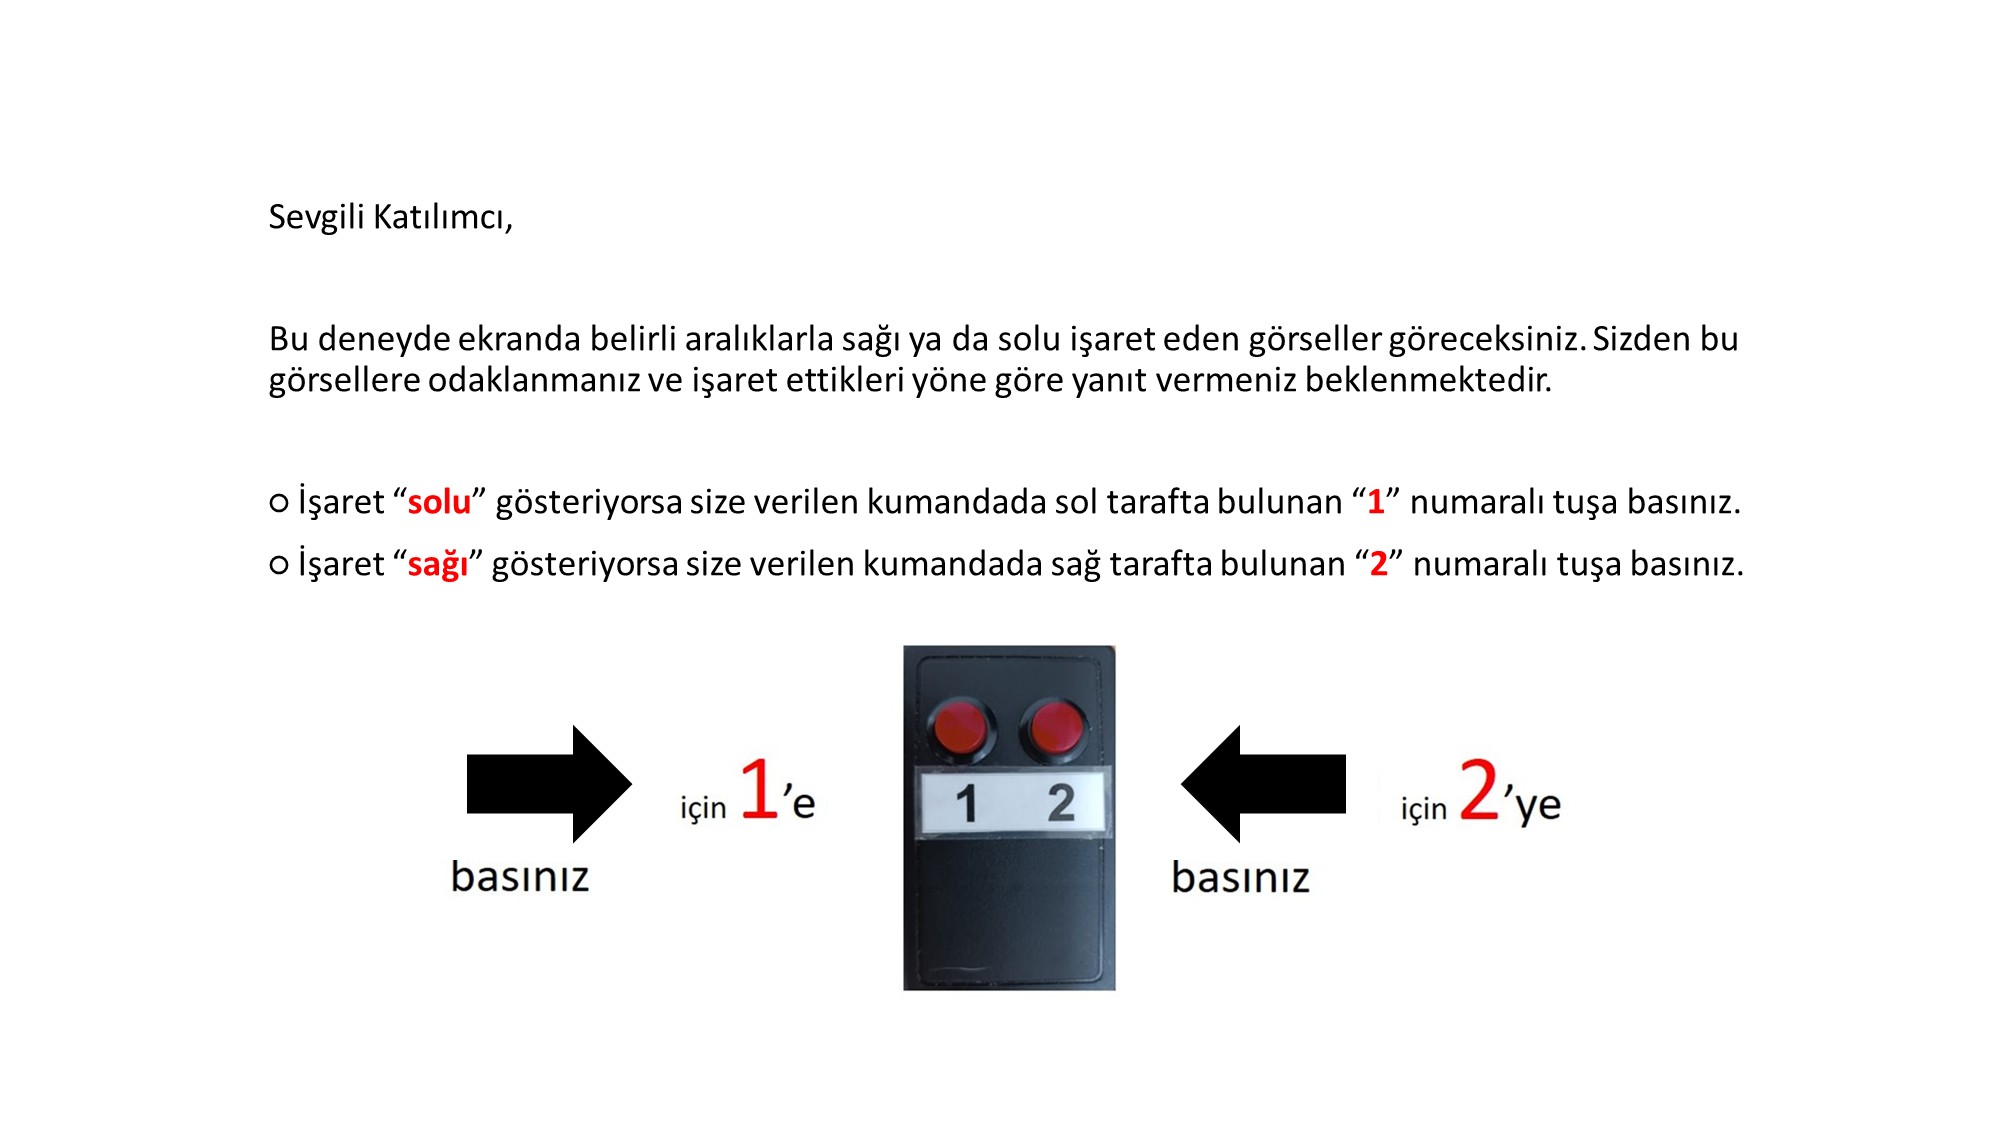 Sevgili Katılımcı,
Bu deneyde ekranda belirli aralıklarla sağı ya da solu işaret eden görseller göreceksiniz. Sizden bu
görsellere odaklanmanız ve işaret ettikleri yöne göre yanıt vermeniz beklenmektedir.
○ İşaret “solu” gösteriyorsa size verilen kumandada sol tarafta bulunan “1” numaralı tuşa basınız.
○ İşaret “sağı” gösteriyorsa size verilen kumandada sağ tarafta bulunan “2” numaralı tuşa basınız.
için 1’e
basınız
1 2
için 2’ye
basınız